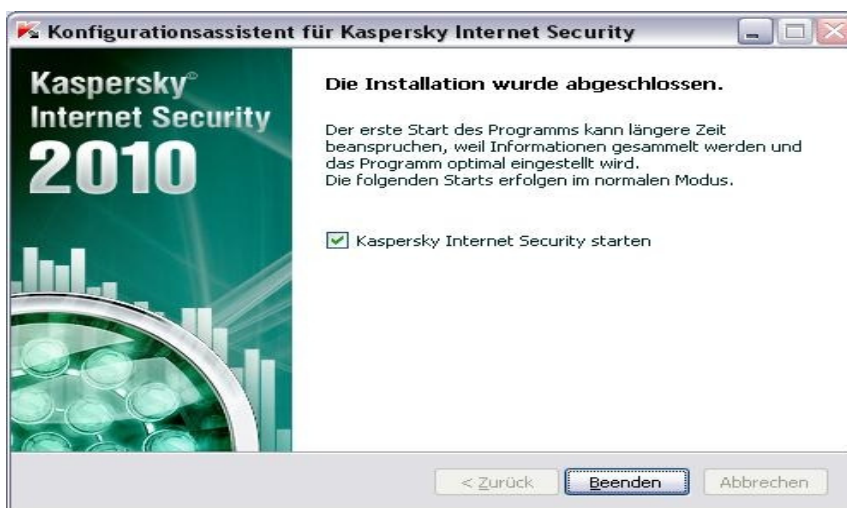 Konfigurationsassistent für Kaspersky Internet Security
Kaspersky®
Internet Security
2010
Die Installation wurde abgeschlossen.
Der erste Start des Programms kann längere Zeit
beanspruchen, weil Informationen gesammelt werden und
das Programm optimal eingestellt wird.
Die folgenden Starts erfolgen im normalen Modus.
Kaspersky Internet Security starten
< Zurück
Beenden
Abbrechen